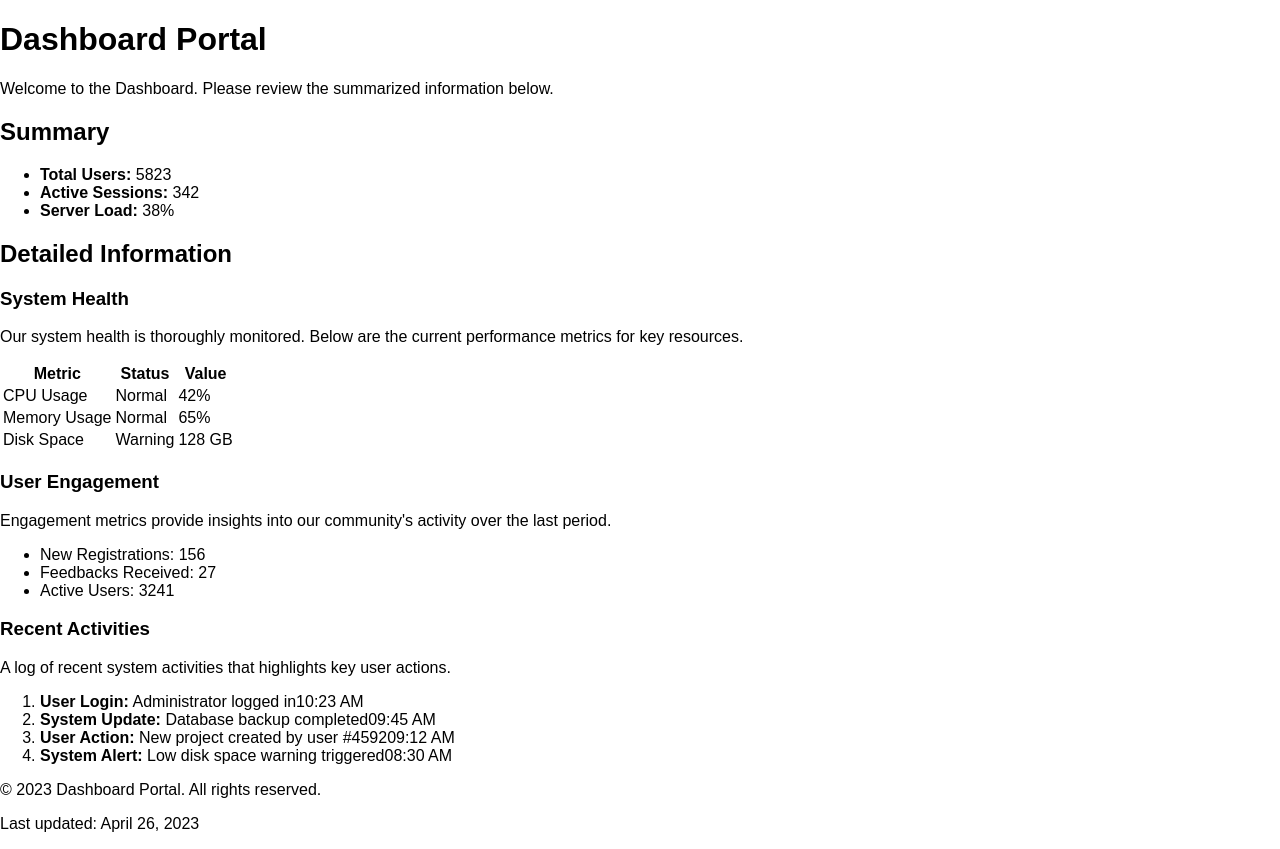 Dashboard Portal
Welcome to the Dashboard. Please review the summarized information below.
Summary
• Total Users: 5823
• Active Sessions: 342
• Server Load: 38%
Detailed Information
System Health
Our system health is thoroughly monitored. Below are the current performance metrics for key resources.
Metric Status Value
CPU Usage Normal 42%
Memory Usage Normal 65%
Disk Space Warning 128 GB
User Engagement
Engagement metrics provide insights into our community's activity over the last period.
• New Registrations: 156
• Feedbacks Received: 27
• Active Users: 3241
Recent Activities
A log of recent system activities that highlights key user actions.
1. User Login: Administrator logged in10:23 AM
2. System Update: Database backup completed09:45 AM
3. User Action: New project created by user #459209:12 AM
4. System Alert: Low disk space warning triggered08:30 AM
© 2023 Dashboard Portal. All rights reserved.
Last updated: April 26, 2023